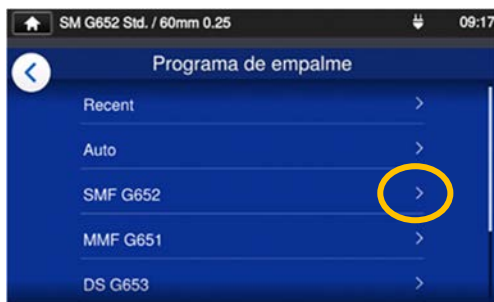 SM G652 Std. / 60mm 0.25 09:17
Programa de empalme
Recent
Auto
SMF G652
MMF G651
DS G653